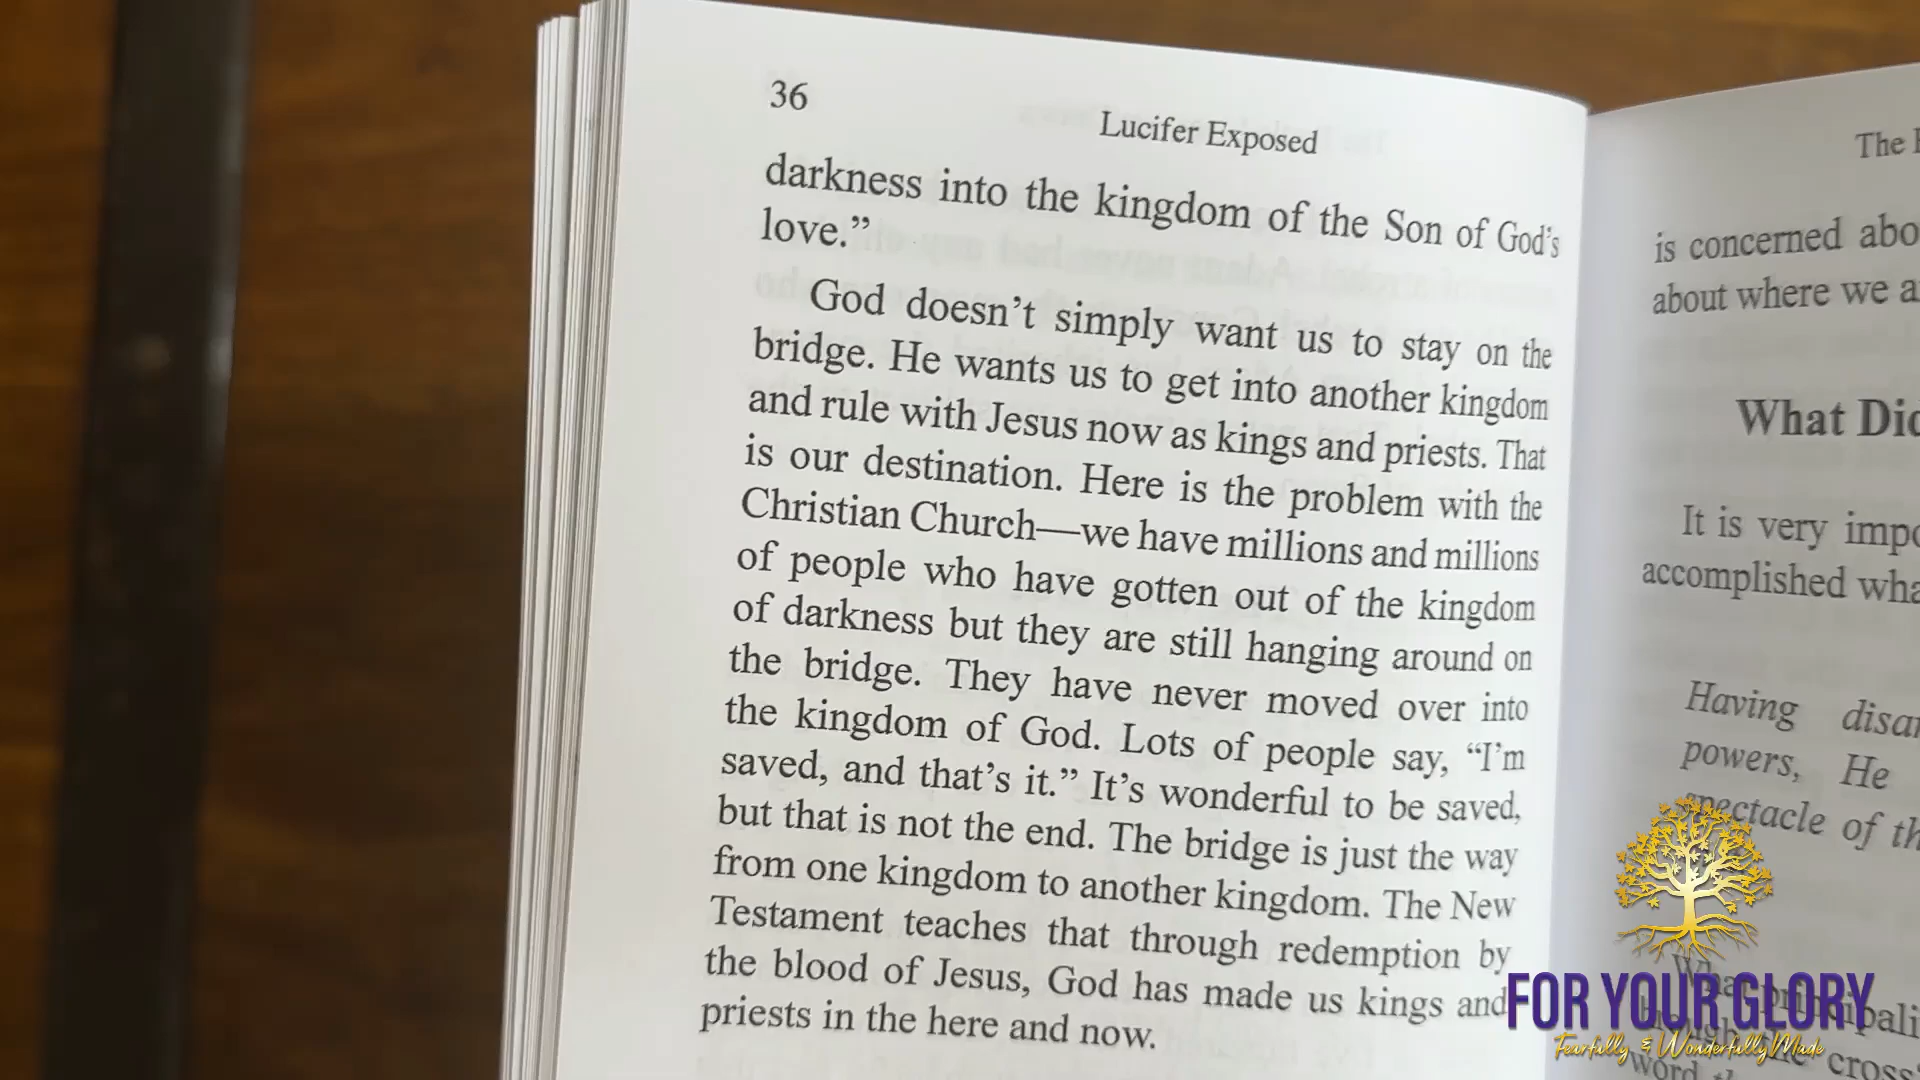 36
Lucifer Exposed
darkness into the kingdom of the Son of God's
love.”
God doesn’t simply want us to stay on the
bridge. He wants us to get into another kingdom
and rule with Jesus now as kings and priests. That
is our destination. Here is the problem with the
Christian Church—we have millions and millions
of people who have gotten out of the kingdom
of darkness but they are still hanging around on
the bridge. They have never moved over into
the kingdom of God. Lots of people say, “I’m
saved, and that’s it.” It’s wonderful to be saved,
but that is not the end. The bridge is just the way
from one kingdom to another kingdom. The New
Testament teaches that through redemption by
the blood of Jesus, God has made us kings and
priests in the here and now.
The
is concerned
about where we
What
It is very
accomplished
Having
powers, He
spectacle of
FOR YOUR GLORY
Fearfully & Wonderfully Made